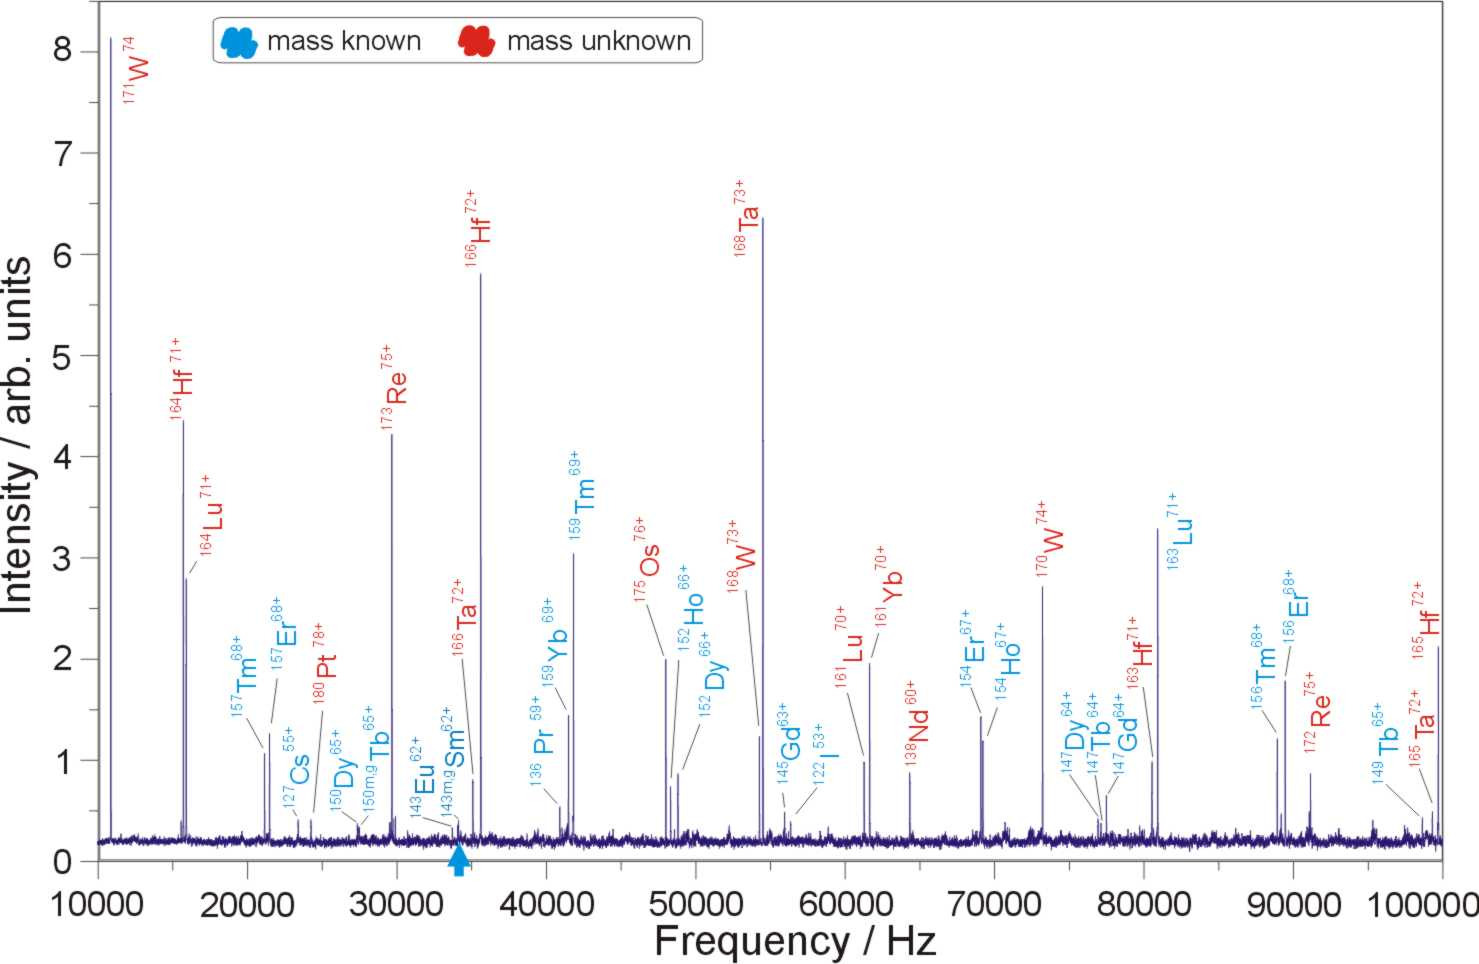 mass known
mass unknown
Intensity / arb. units
8
7
6
5
4
3
2
1
0
171W74
164Hf71+
164Lu71+
157Tm68+
157Er68+
127Cs55+
180Pt78+
150Dy65+
150m,gTb65+
173Re75+
143Eu62+
143m,gSm62+
166Ta72+
166Hf72+
136Pr59+
159Yb69+
159Tm69+
175Os76+
152Ho66+
152Dy66+
168W73+
168Ta73+
145Gd63+
122I53+
161Lu70+
161Yb70+
138Nd60+
154Er67+
154Ho67+
170W74+
147Dy64+
147Tb64+
147Gd64+
163Hf71+
163Lu71+
156Tm68+
156Er68+
172Re75+
149Tb65+
165Ta72+
165Hf72+
10000 20000 30000 40000 50000 60000 70000 80000 90000 100000
Frequency / Hz